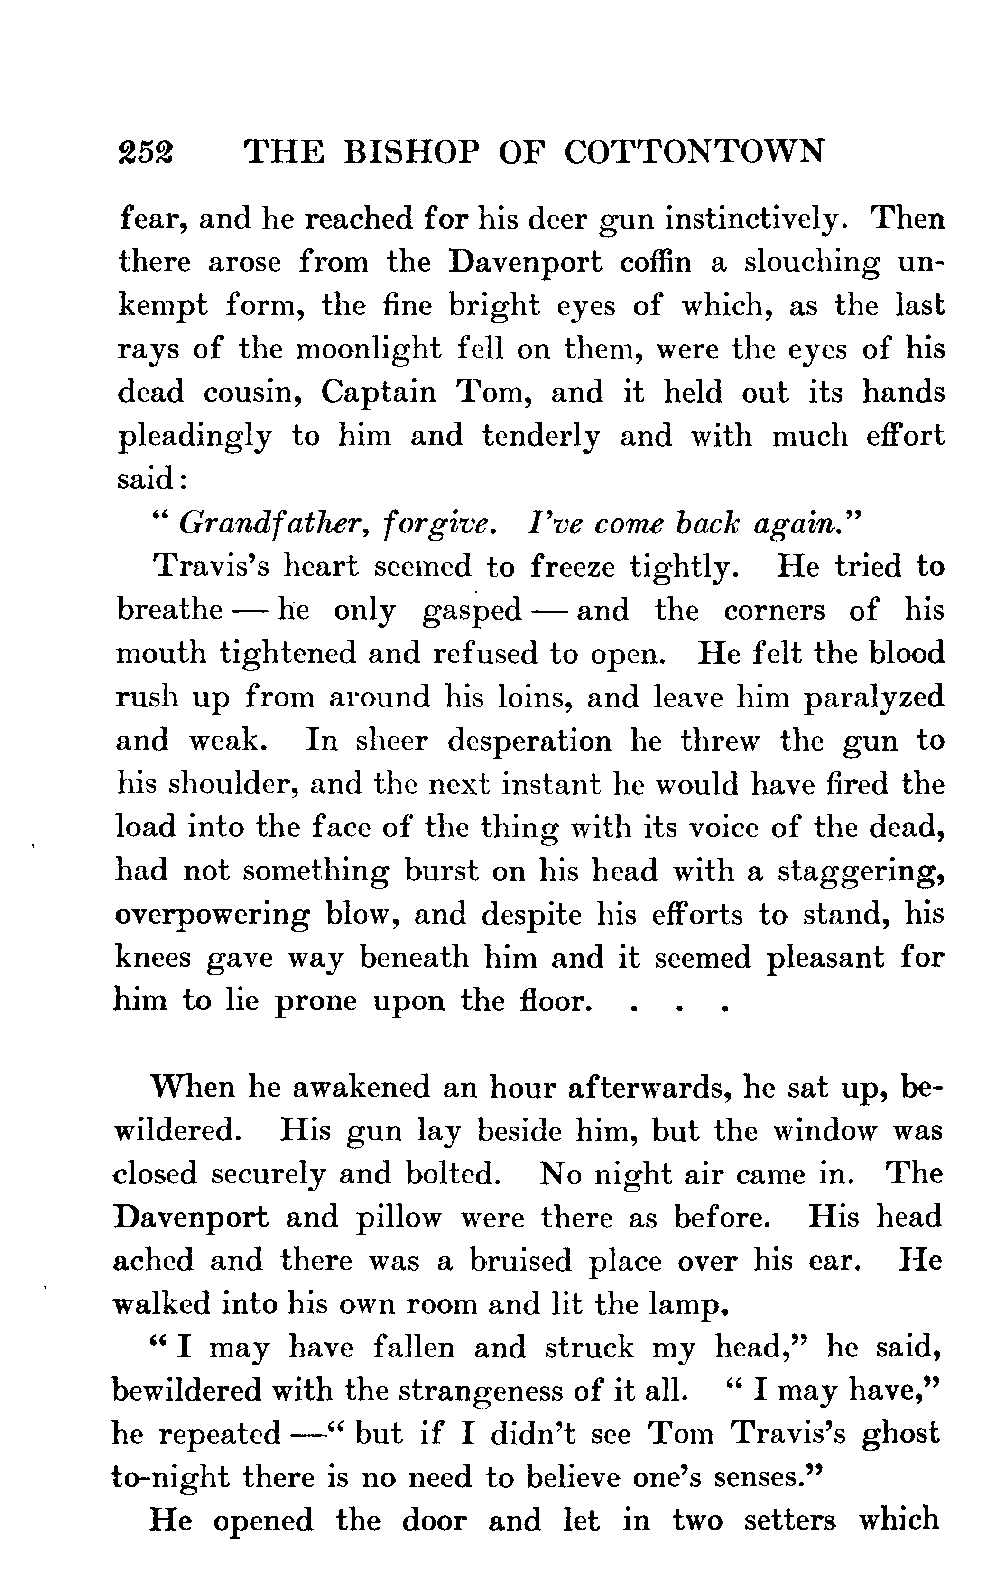 252 THE BISHOP OF COTTONTOWN
fear, and he reached for his deer gun instinctively. Then
there arose from the Davenport coffin a slouching un-
kempt form, the fine bright eyes of which, as the last
rays of the moonlight fell on them, were the eyes of his
dead cousin, Captain Tom, and it held out its hands
pleadingly to him and tenderly and with much effort
said:
“ Grandfather, forgive. I’ve come back again.”
Travis’s heart seemed to freeze tightly. He tried to
breathe — he only gasped — and the corners of his
mouth tightened and refused to open. He felt the blood
rush up from around his loins, and leave him paralyzed
and weak. In sheer desperation he threw the gun to
his shoulder, and the next instant he would have fired the
load into the face of the thing with its voice of the dead,
had not something burst on his head with a staggering,
overpowering blow, and despite his efforts to stand, his
knees gave way beneath him and it seemed pleasant for
him to lie prone upon the floor. . . .
When he awakened an hour afterwards, he sat up, be-
wildered. His gun lay beside him, but the window was
closed securely and bolted. No night air came in. The
Davenport and pillow were there as before. His head
ached and there was a bruised place over his ear. He
walked into his own room and lit the lamp.
“ I may have fallen and struck my head,” he said,
bewildered with the strangeness of it all. “ I may have,”
he repeated —“ but if I didn’t see Tom Travis’s ghost
to-night there is no need to believe one’s senses.”
He opened the door and let in two setters which